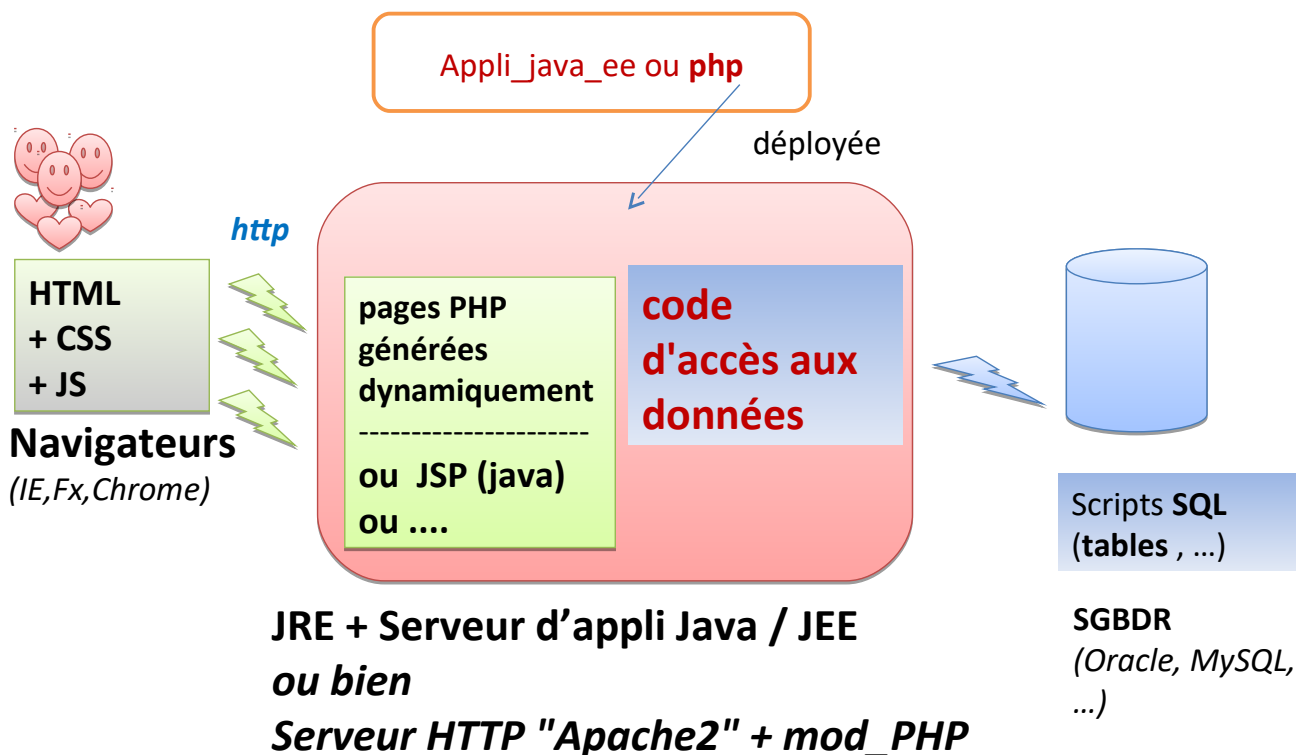 Appli_java_ee ou php
déployée
http
HTML
+ CSS
+ JS
Navigateurs
(IE,Fx,Chrome)
pages PHP
générées
dynamiquement
----------------------
ou JSP (java)
ou ....
code
d'accès aux
données
Scripts SQL
(tables , …)
SGBDR
(Oracle, MySQL,
…)
JRE + Serveur d’appli Java / JEE
ou bien
Serveur HTTP "Apache2" + mod_PHP